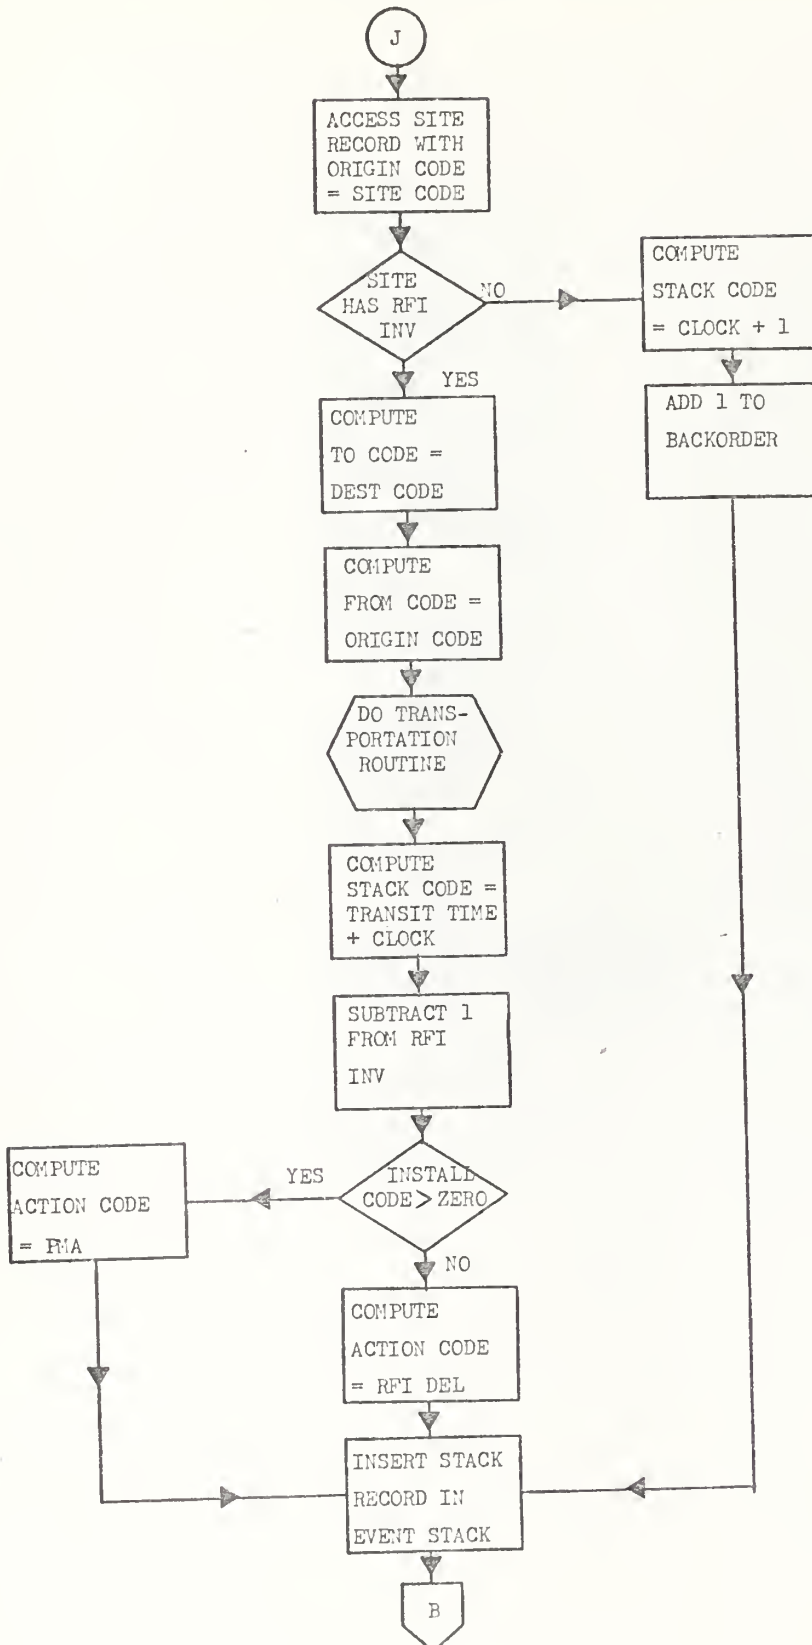 J
ACCESS SITE
RECORD WITH
ORIGIN CODE
= SITE CODE
SITE
HAS RFI
INV
NO
COMPUTE
STACK CODE
= CLOCK + 1
YES
ADD 1 TO
BACKORDER
COMPUTE
TO CODE =
DEST CODE
COMPUTE
FROM CODE =
ORIGIN CODE
DO TRANS-
PORTATION
ROUTINE
COMPUTE
STACK CODE =
TRANSIT TIME
+ CLOCK
SUBTRACT 1
FROM RFI
INV
INSTALL
CODE > ZERO
YES
COMPUTE
ACTION CODE
=
NO
COMPUTE
ACTION CODE
= RFI DEL
INSERT STACK
RECORD IN
EVENT STACK
B